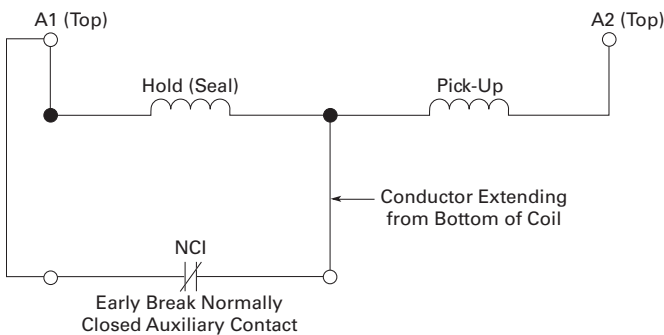 A1 (Top)
A2 (Top)
Hold (Seal)
Pick-Up
Conductor Extending
from Bottom of Coil
NCI
Early Break Normally
Closed Auxiliary Contact